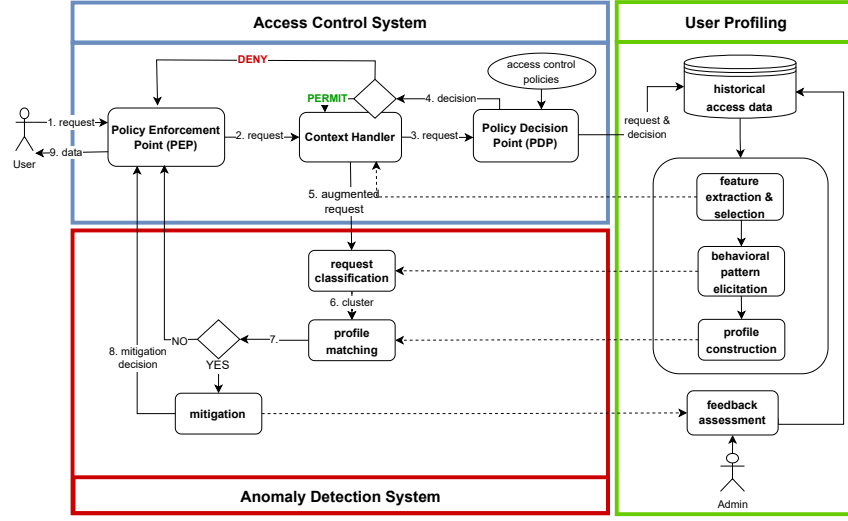 Access Control System
User Profiling
DENY
access control
policies
historical
access data
PERMIT
4. decision
1. request
Policy Enforcement
Point (PEP)
2. request
Context Handler
3. request
Policy Decision
Point (PDP)
request &
decision
User
9. data
5. augmented
request
feature
extraction &
selection
request
classification
behavioral
pattern
elicitation
6. cluster
profile
matching
7.
NO
YES
8. mitigation
decision
profile
construction
mitigation
feedback
assessment
Admin
Anomaly Detection System